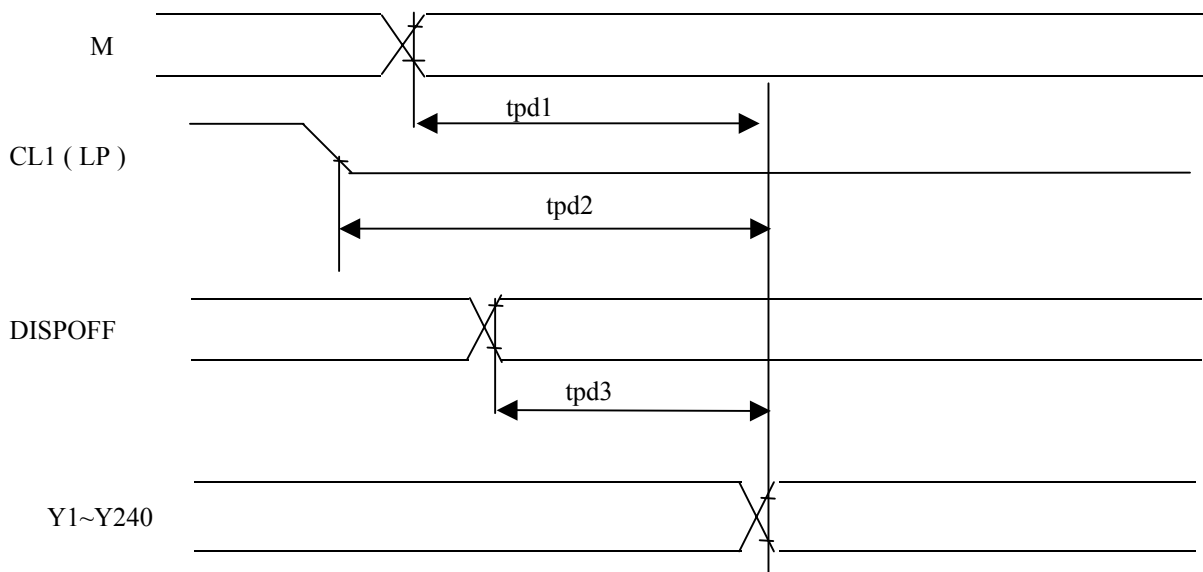 M
tpd1
CL1 ( LP )
tpd2
DISPOFF
tpd3
Y1~Y240